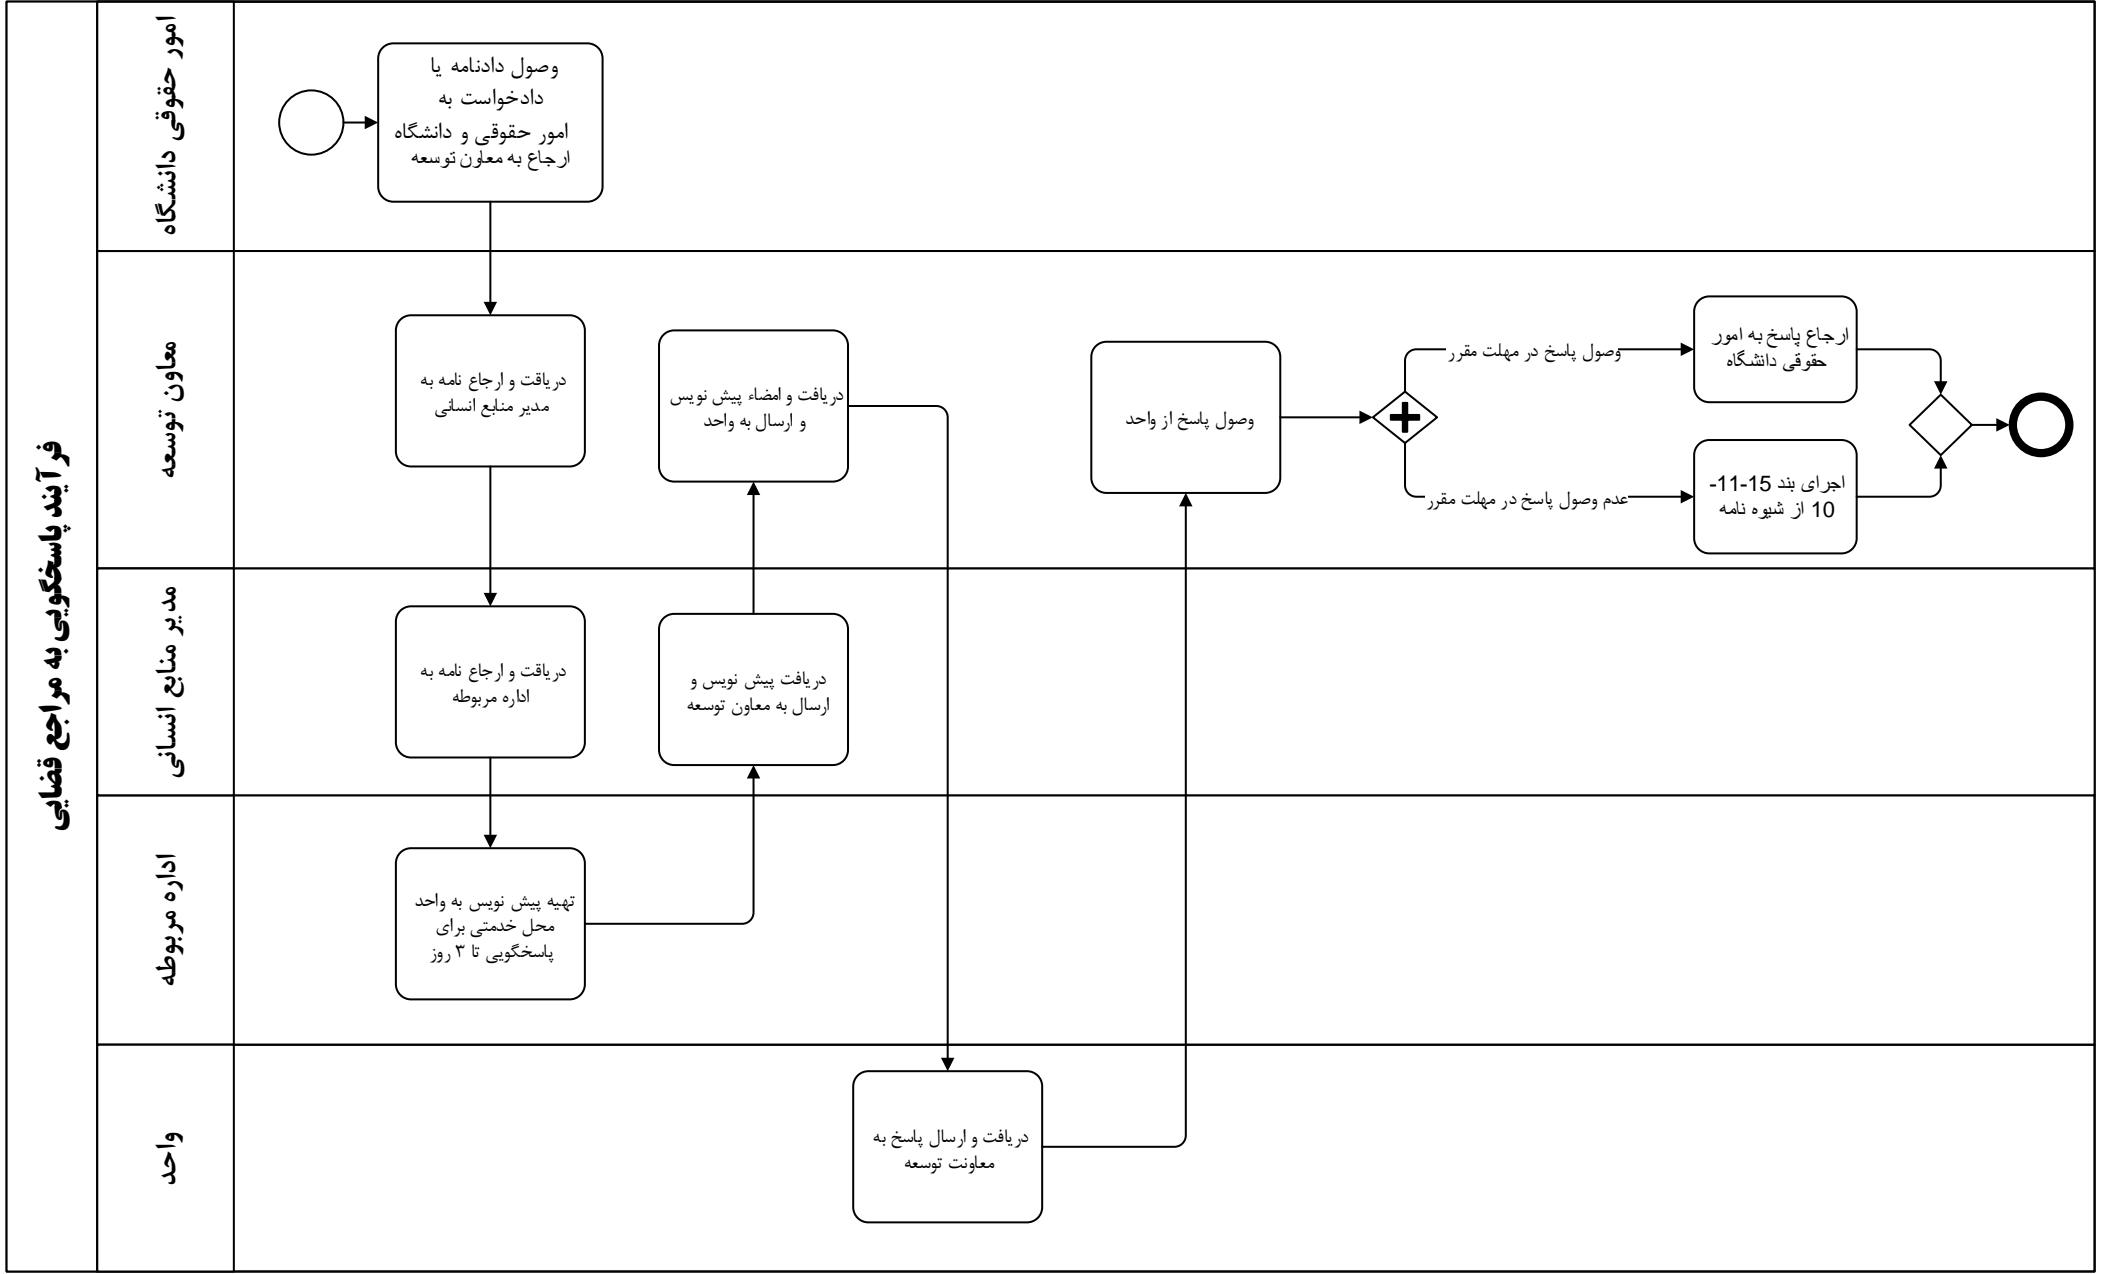 فرآیند پاسخگویی به مراجع قضایی
امور حقوقی دانشگاه
وصول دادنامه یا
دادخواست به
امور حقوقی و دانشگاه
ارجاع به معاون توسعه
معاون توسعه
دریاقت و ارجاع نامه به
مدیر منابع انسانی
دریافت و امضاء پیش نویس
و ارسال به واحد
وصول پاسخ از واحد
وصول پاسخ در مهلت مقرر
عدم وصول پاسخ در مهلت مقرر
ارجاع پاسخ به امور
حقوقی دانشگاه
اجرای بند 15-11-
10 از شیوه نامه
مدیر منابع انسانی
دریاقت و ارجاع نامه به
اداره مربوطه
دریافت پیش نویس و
ارسال به معاون توسعه
اداره مربوطه
تهیه پیش نویس به واحد
محل خدمتی برای
پاسخگویی تا ۳ روز
واحد
دریافت و ارسال پاسخ به
معاونت توسعه